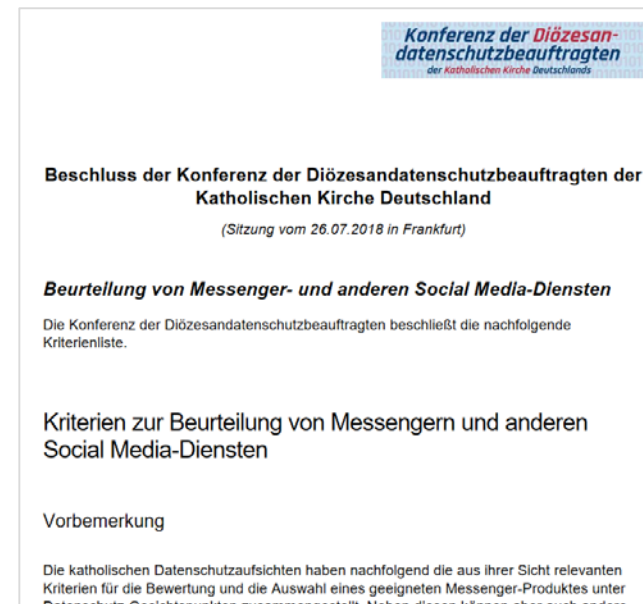 Konferenz der Diözesan-
datenschutzbeauftragten
der Katholischen Kirche Deutschlands
Beschluss der Konferenz der Diözesandatenschutzbeauftragten der
Katholischen Kirche Deutschland
(Sitzung vom 26.07.2018 in Frankfurt)
Beurteilung von Messenger- und anderen Social Media-Diensten
Die Konferenz der Diözesandatenschutzbeauftragten beschließt die nachfolgende
Kriterienliste.
Kriterien zur Beurteilung von Messengern und anderen
Social Media-Diensten
Vorbemerkung
Die katholischen Datenschutzaufsichten haben nachfolgend die aus ihrer Sicht relevanten
Kriterien für die Bewertung und die Auswahl eines geeigneten Messenger-Produktes unter